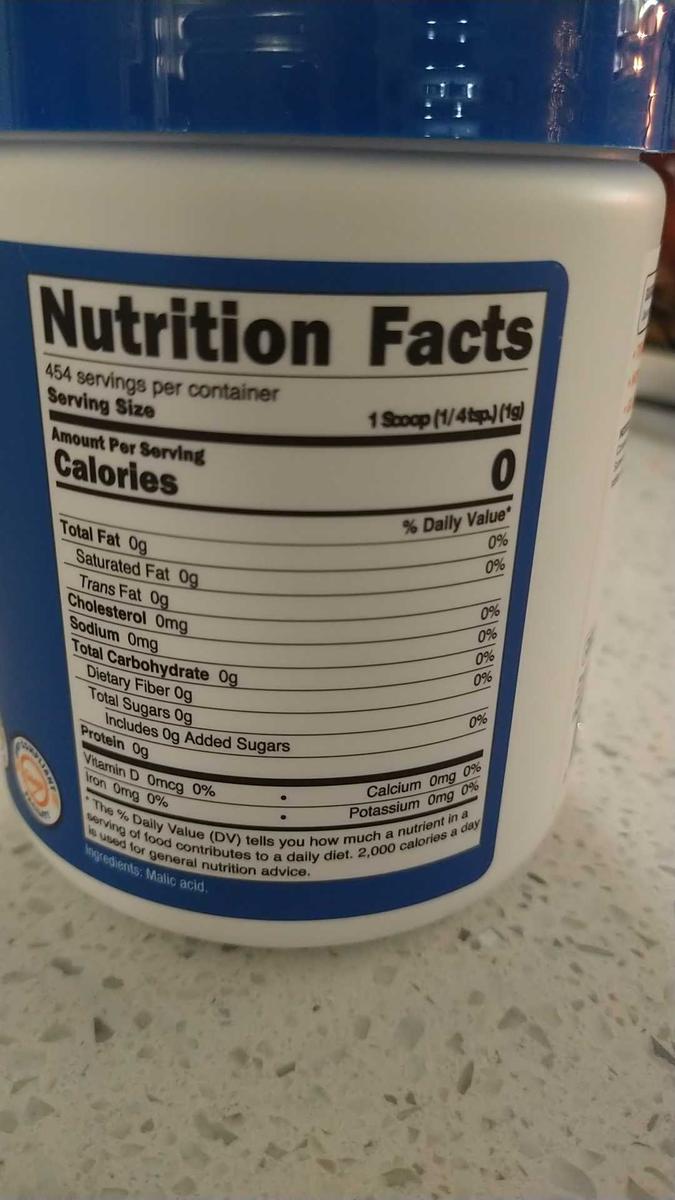 Nutrition Facts
454 servings per container
Serving Size 1 Scoop (1/4tsp.) (1g)
Amount Per Serving
Calories 0
% Daily Value*
Total Fat 0g 0%
Saturated Fat 0g 0%
Trans Fat 0g
Cholesterol 0mg 0%
Sodium 0mg 0%
Total Carbohydrate 0g 0%
Dietary Fiber 0g 0%
Total Sugars 0g
Includes 0g Added Sugars 0%
Protein 0g
Vitamin D 0mcg 0% • Calcium 0mg 0%
Iron 0mg 0% • Potassium 0mg 0%
* The % Daily Value (DV) tells you how much a nutrient in a
serving of food contributes to a daily diet. 2,000 calories a day
is used for general nutrition advice.
Ingredients: Malic acid.